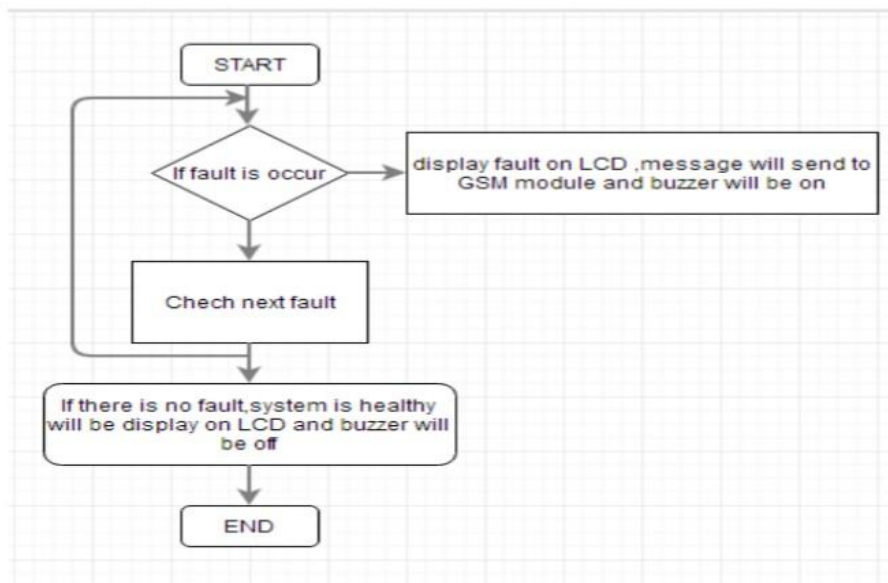 START
If fault is occur
display fault on LCD ,message will send to
GSM module and buzzer will be on
Chech next fault
If there is no fault,system is healthy
will be display on LCD and buzzer will
be off
END